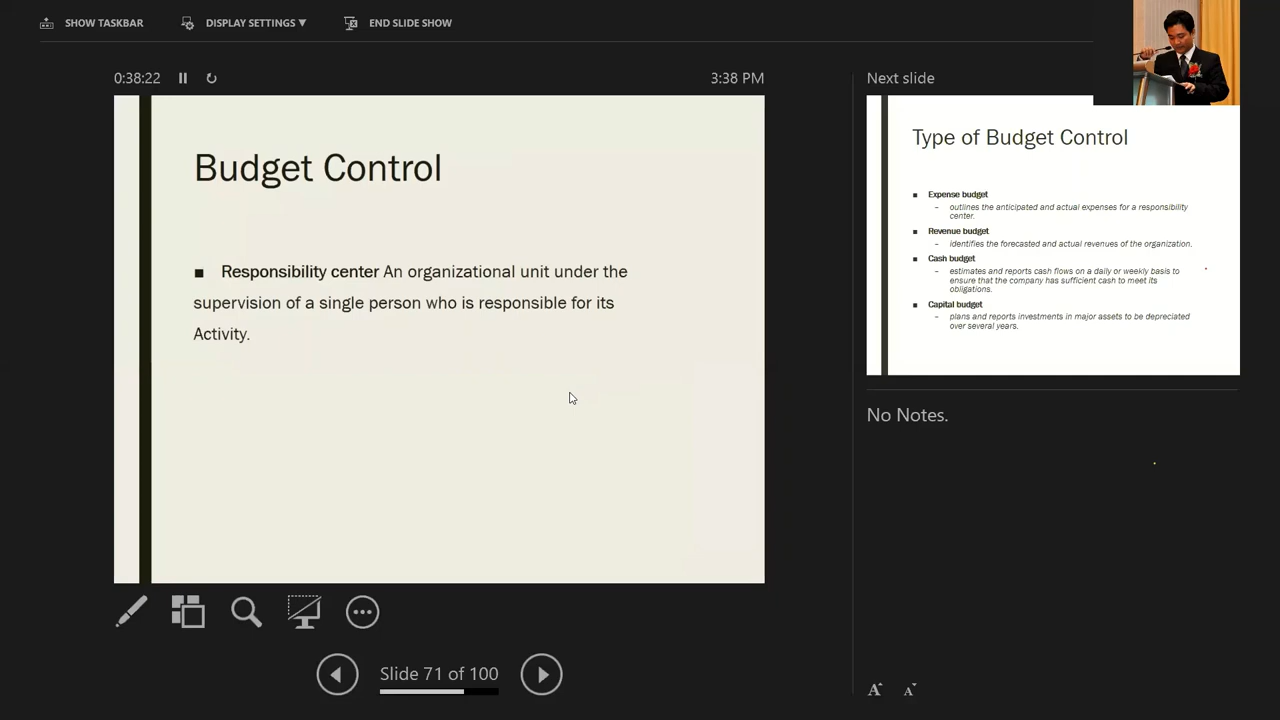 SHOW TASKBAR DISPLAY SETTINGS ▼ END SLIDE SHOW
0:38:22 3:38 PM
Budget Control
■ Responsibility center An organizational unit under the
supervision of a single person who is responsible for its
Activity.
Slide 71 of 100
Next slide
Type of Budget Control
■ Expense budget
– outlines the anticipated and actual expenses for a responsibility
center.
■ Revenue budget
– identifies the forecasted and actual revenues of the organization.
■ Cash budget
– estimates and reports cash flows on a daily or weekly basis to
ensure that the company has sufficient cash to meet its
obligations.
■ Capital budget
– plans and reports investments in major assets to be depreciated
over several years.
No Notes.
A A